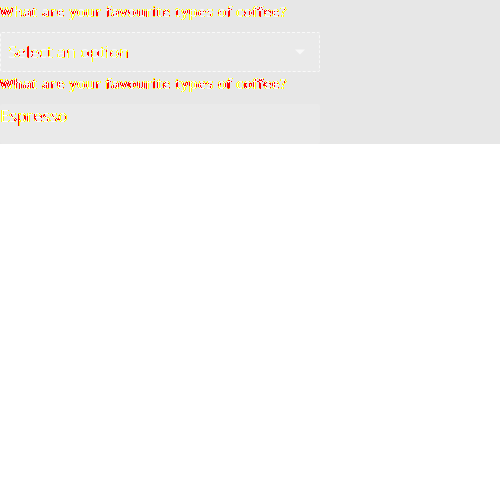 What are your favourite types of coffee?
Select an option
What are your favourite types of coffee?
Espresso